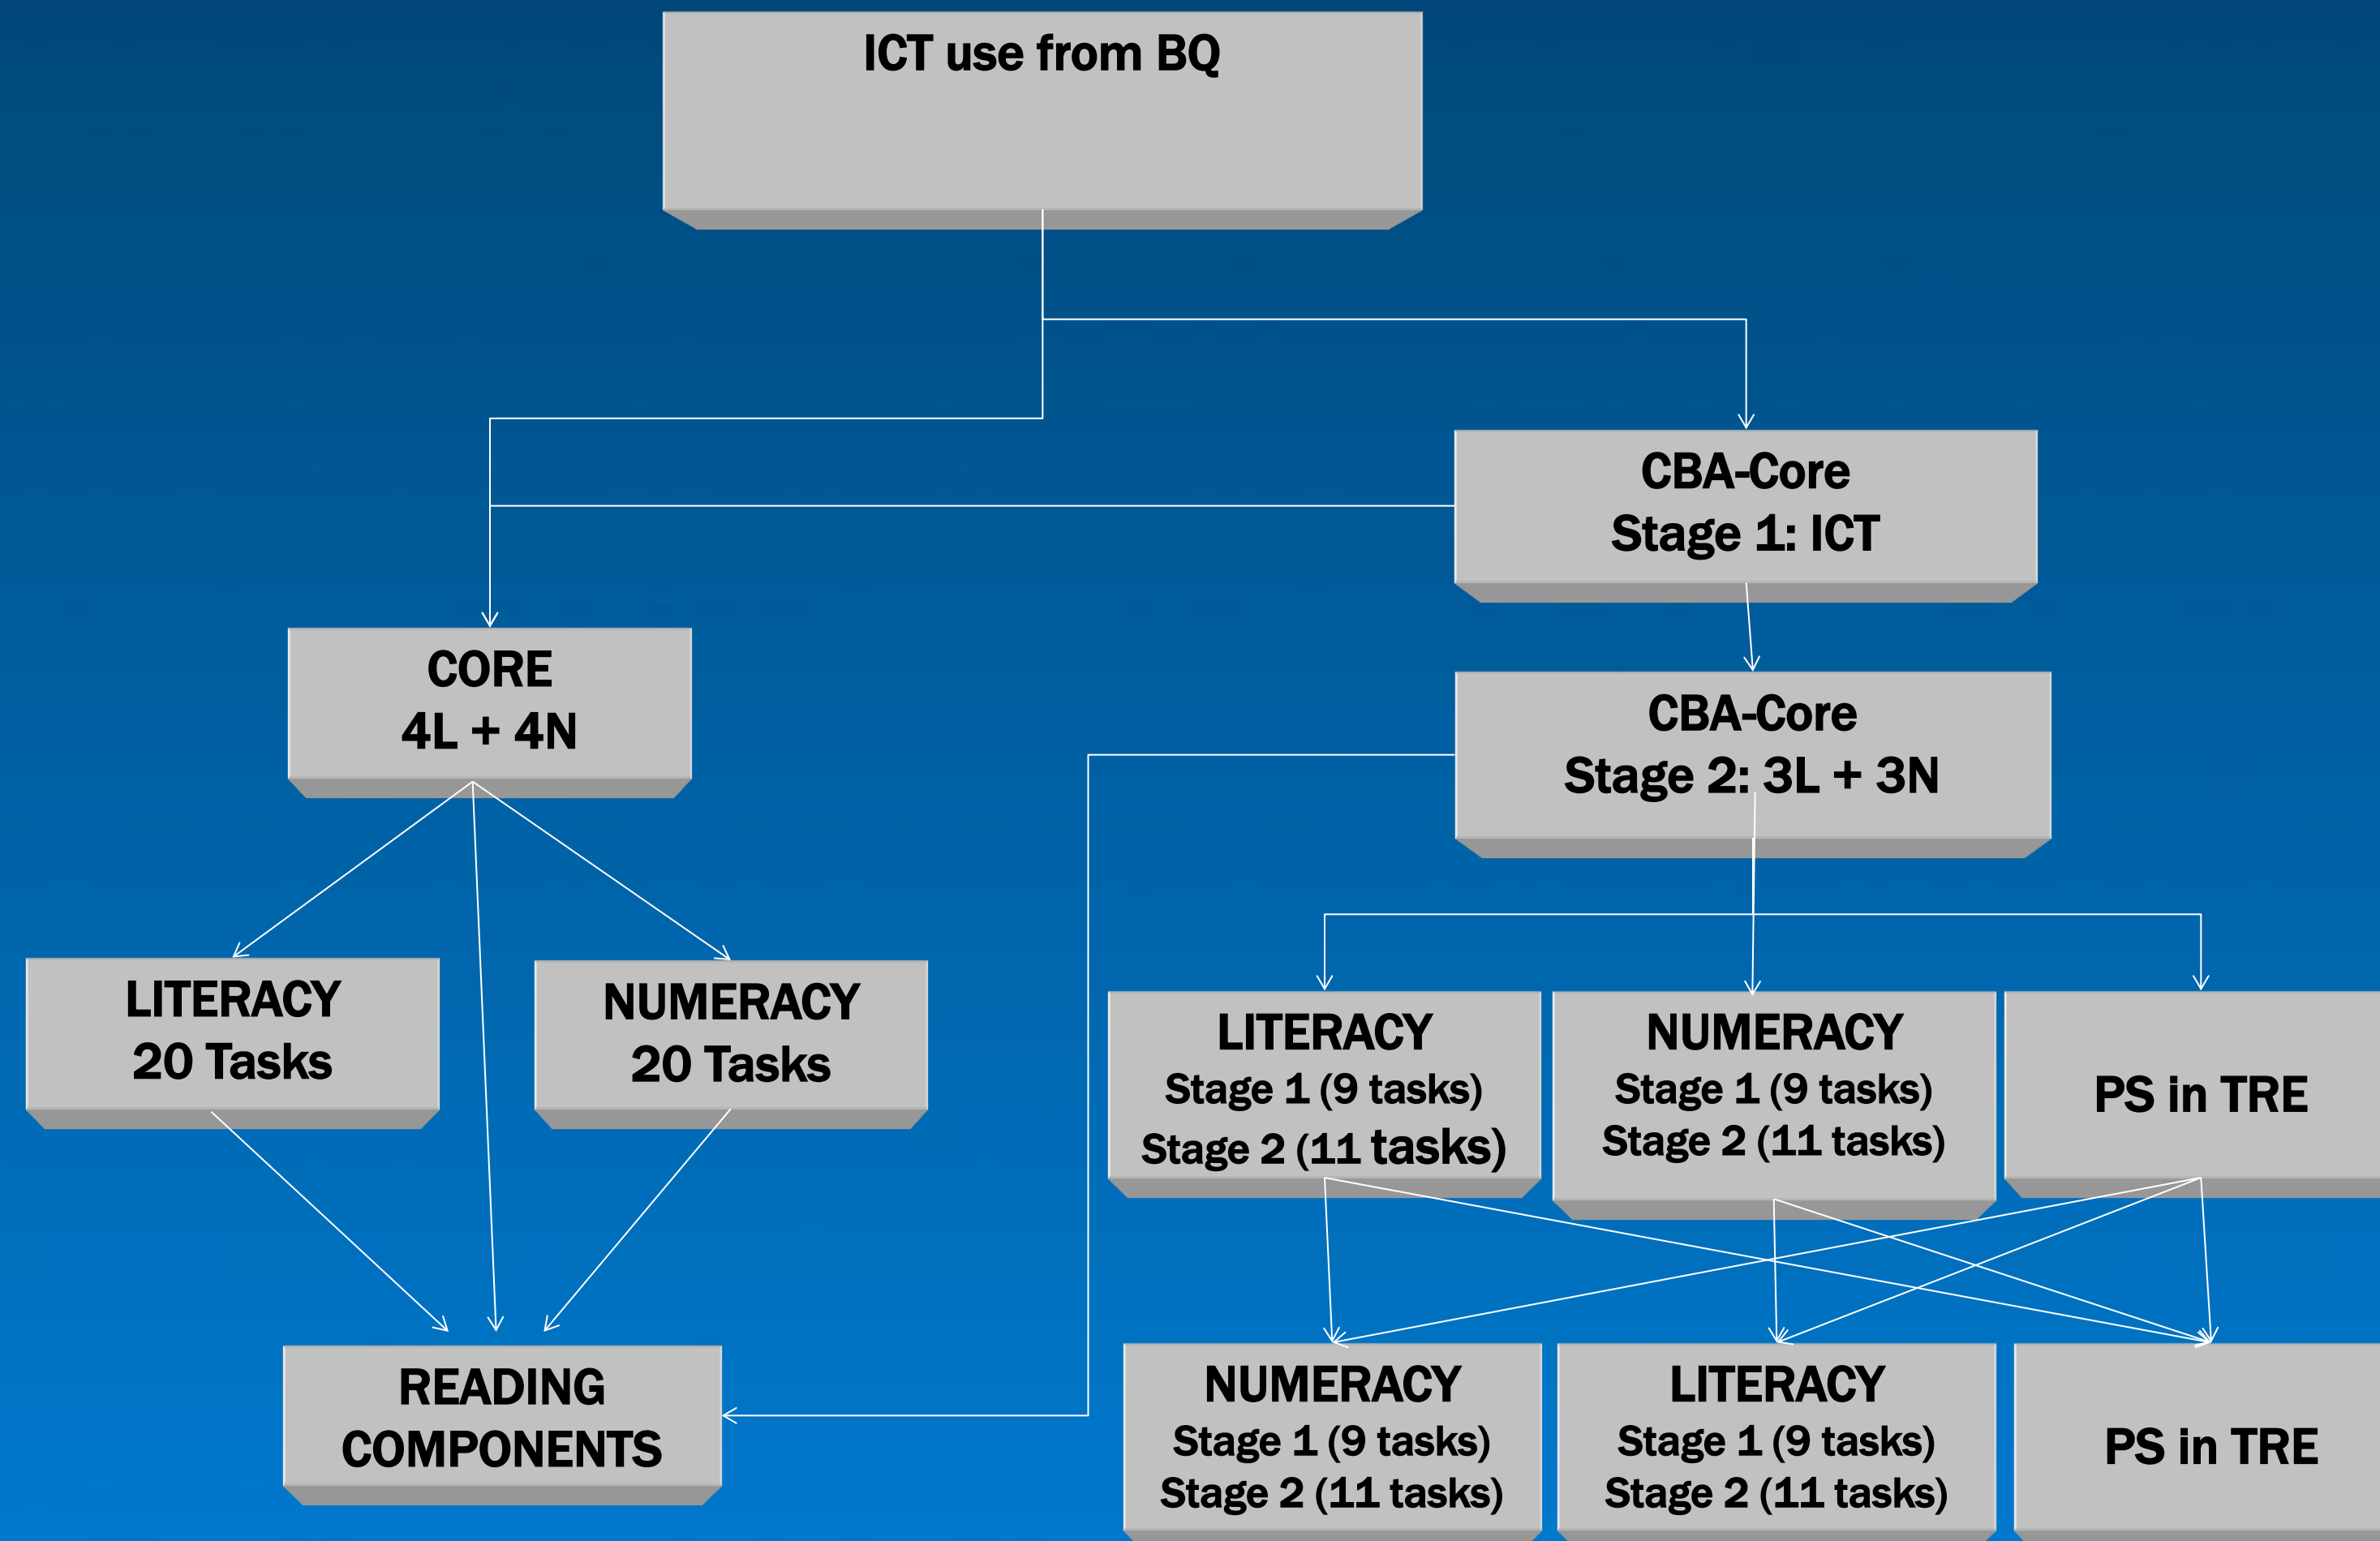 ICT use from BQ
CBA-Core
Stage 1: ICT
CORE
4L + 4N
CBA-Core
Stage 2: 3L + 3N
LITERACY
20 Tasks
NUMERACY
20 Tasks
LITERACY
Stage 1 (9 tasks)
Stage 2 (11 tasks)
NUMERACY
Stage 1 (9 tasks)
Stage 2 (11 tasks)
PS in TRE
READING
COMPONENTS
NUMERACY
Stage 1 (9 tasks)
Stage 2 (11 tasks)
LITERACY
Stage 1 (9 tasks)
Stage 2 (11 tasks)
PS in TRE